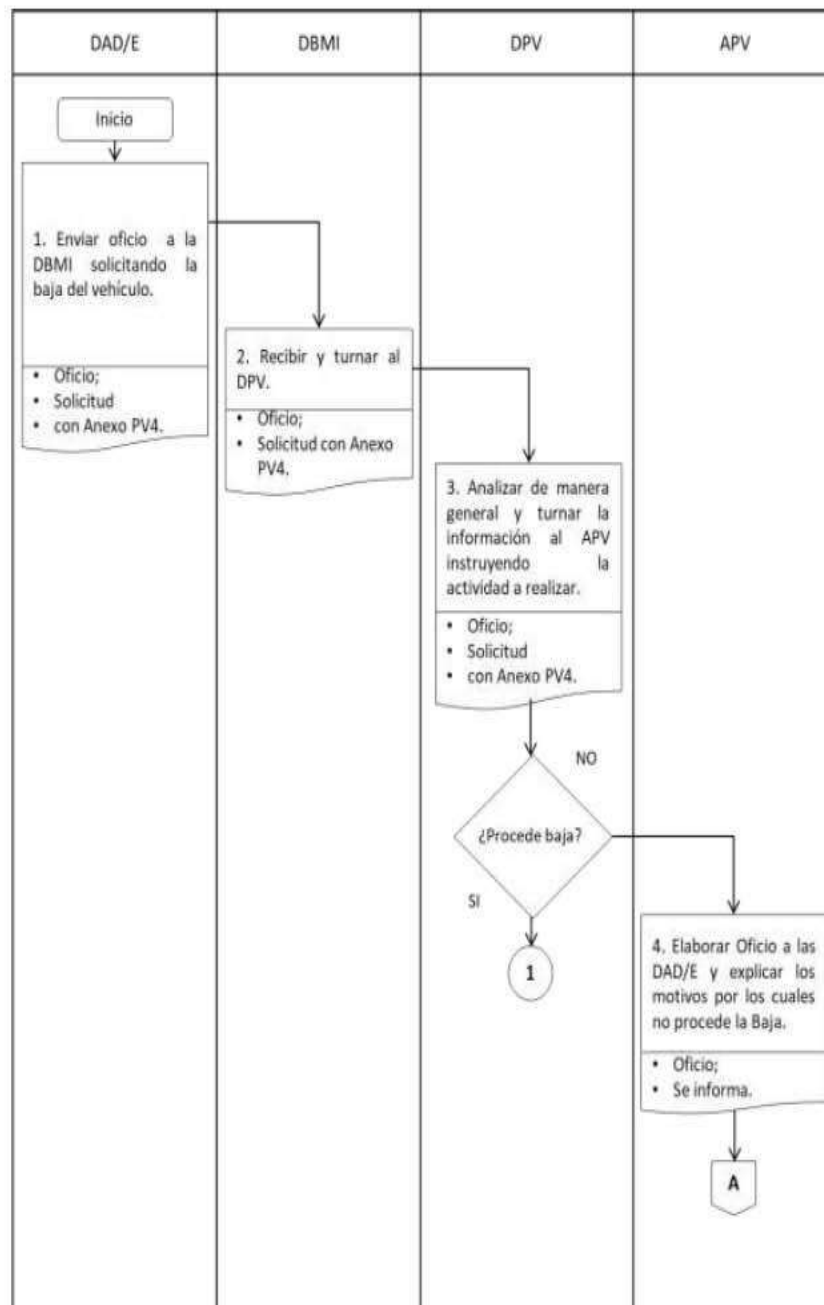 DAD/E
DBMI
DPV
APV
Inicio
1. Enviar oficio a la
DBMI solicitando la
baja del vehículo.
• Oficio;
• Solicitud
• con Anexo PV4.
2. Recibir y turnar al
DPV.
• Oficio;
• Solicitud con Anexo
PV4.
3. Analizar de manera
general y turnar la
información al APV
instruyendo la
actividad a realizar.
• Oficio;
• Solicitud
• con Anexo PV4.
NO
¿Procede baja?
SI
1
4. Elaborar Oficio a las
DAD/E y explicar los
motivos por los cuales
no procede la Baja.
• Oficio;
• Se informa.
A